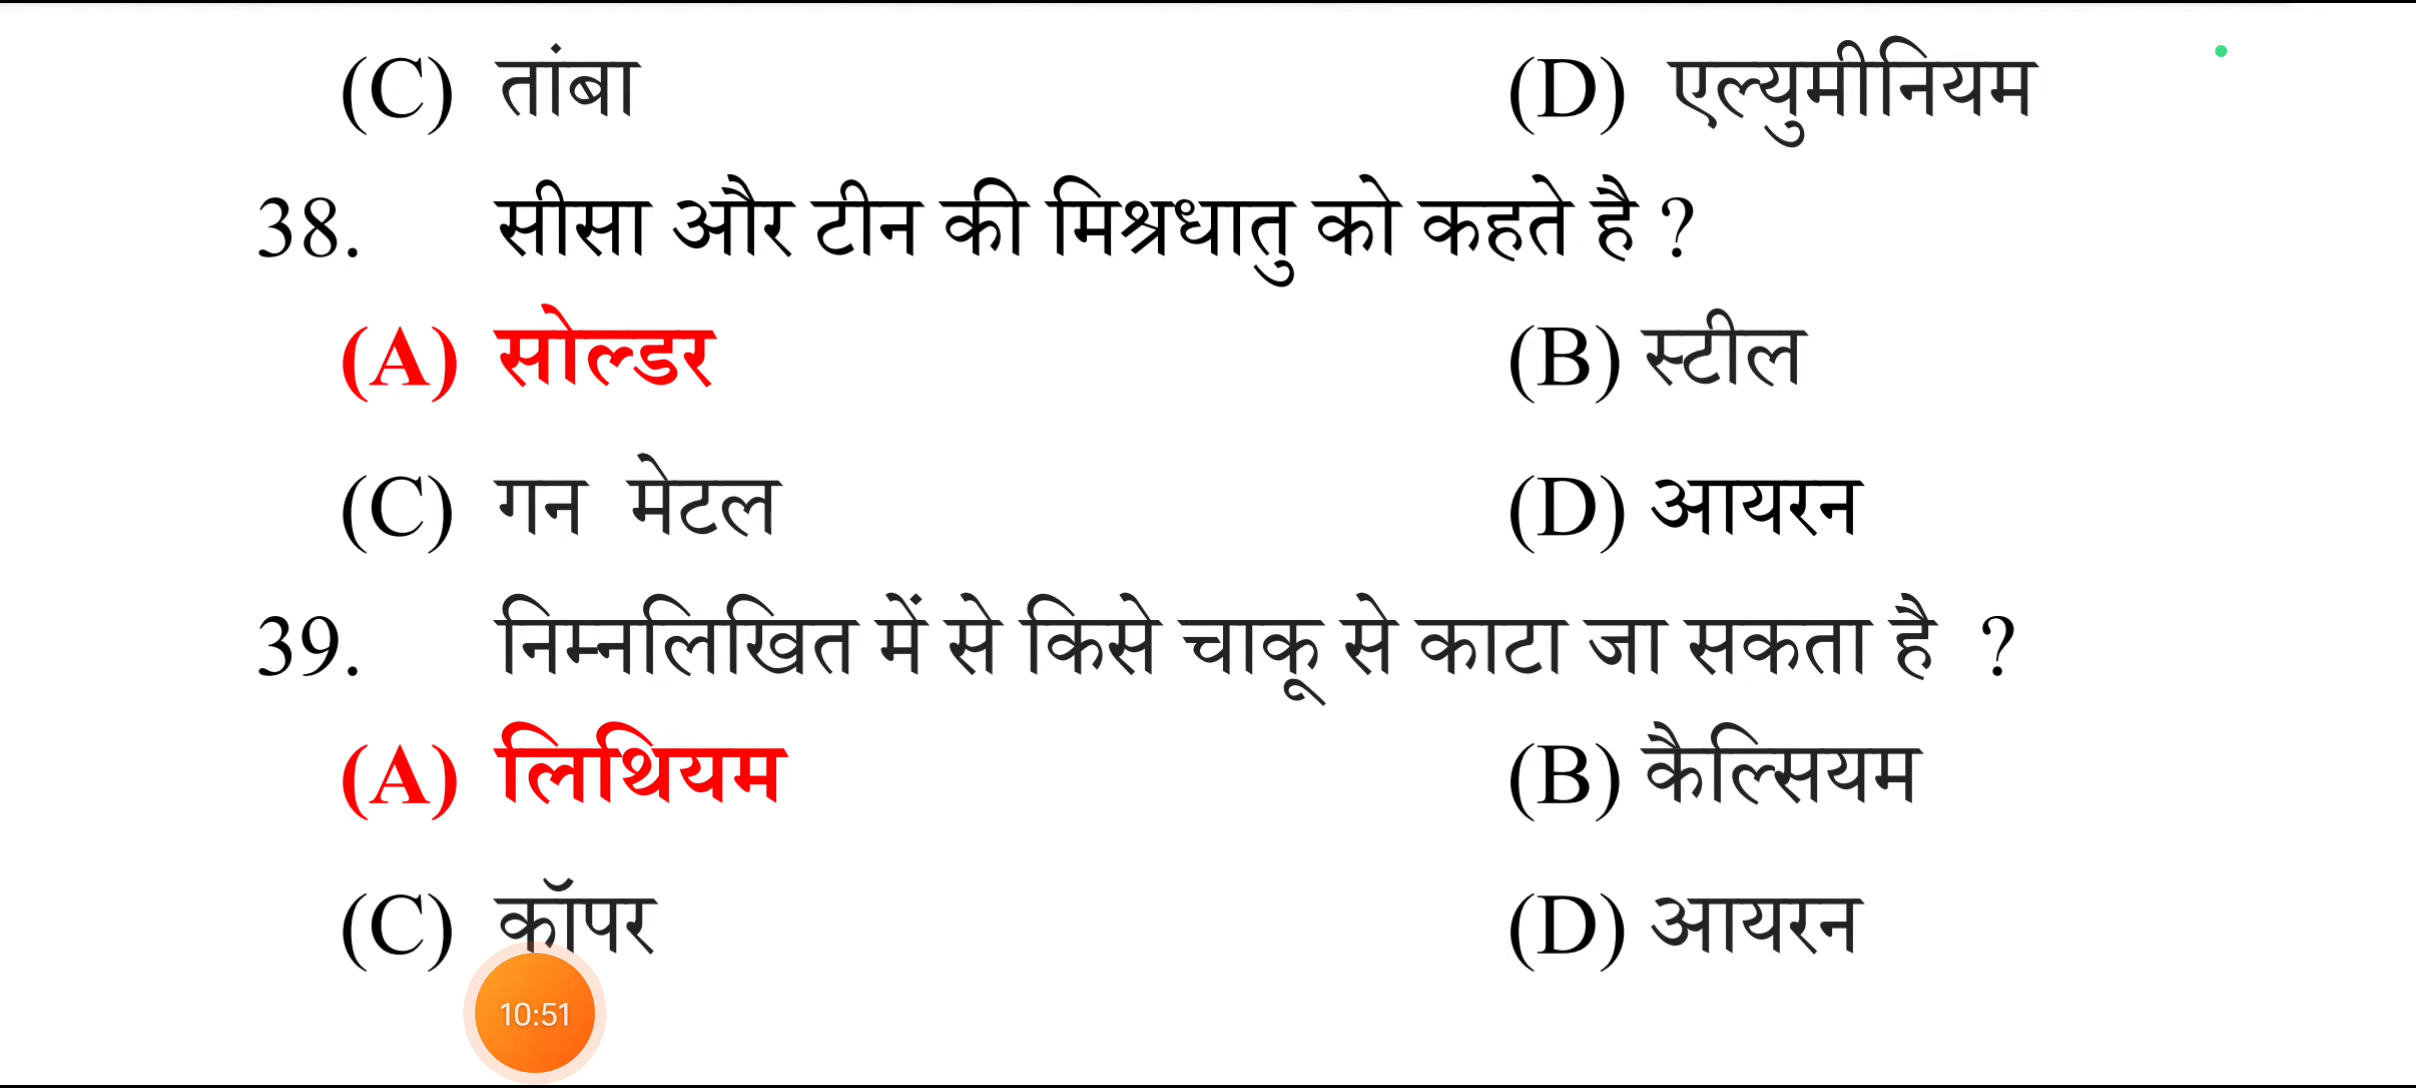 (C) तांबा (D) एल्युमीनियम
38. सीसा और टीन की मिश्रधातु को कहते है ?
(A) सोल्डर (B) स्टील
(C) गन मेटल (D) आयरन
39. निम्नलिखित में से किसे चाकू से काटा जा सकता है ?
(A) लिथियम (B) कैल्सियम
(C) कॉपर (D) आयरन
10:51